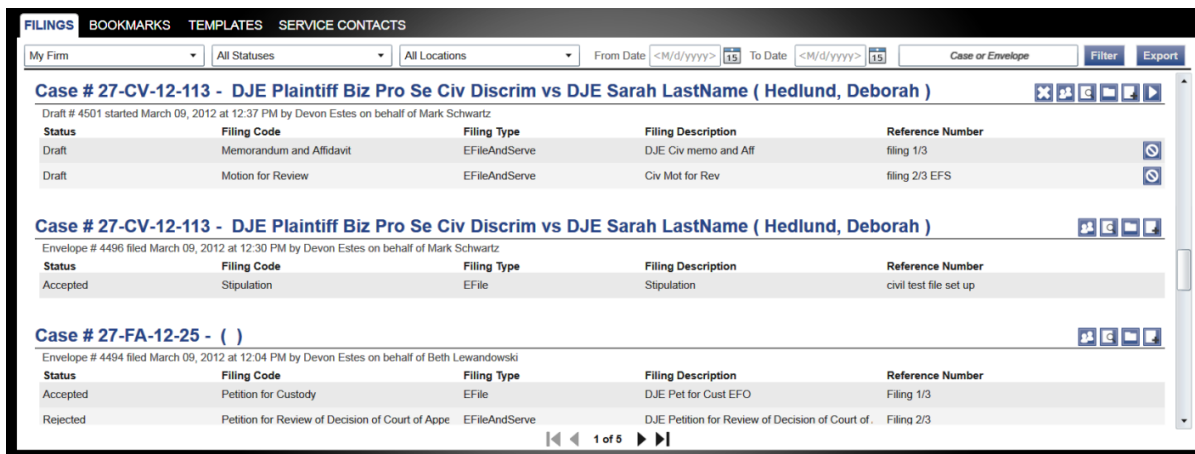 FILINGS BOOKMARKS TEMPLATES SERVICE CONTACTS
My Firm All Statuses All Locations From Date <M/d/yyyy> 15 To Date <M/d/yyyy> 15 Case or Envelope Filter Export
Case # 27-CV-12-113 - DJE Plaintiff Biz Pro Se Civ Discrim vs DJE Sarah LastName ( Hedlund, Deborah )
Draft # 4501 started March 09, 2012 at 12:37 PM by Devon Estes on behalf of Mark Schwartz
Status Filing Code Filing Type Filing Description Reference Number
Draft Memorandum and Affidavit EFileAndServe DJE Civ memo and Aff filing 1/3
Draft Motion for Review EFileAndServe Civ Mot for Rev filing 2/3 EFS
Case # 27-CV-12-113 - DJE Plaintiff Biz Pro Se Civ Discrim vs DJE Sarah LastName ( Hedlund, Deborah )
Envelope # 4496 filed March 09, 2012 at 12:30 PM by Devon Estes on behalf of Mark Schwartz
Status Filing Code Filing Type Filing Description Reference Number
Accepted Stipulation EFile Stipulation civil test file set up
Case # 27-FA-12-25 - ( )
Envelope # 4494 filed March 09, 2012 at 12:04 PM by Devon Estes on behalf of Beth Lewandowski
Status Filing Code Filing Type Filing Description Reference Number
Accepted Petition for Custody EFile DJE Pet for Cust EFO Filing 1/3
Rejected Petition for Review of Decision of Court of Appe EFileAndServe DJE Petition for Review of Decision of Court of. Filing 2/3
1 of 5